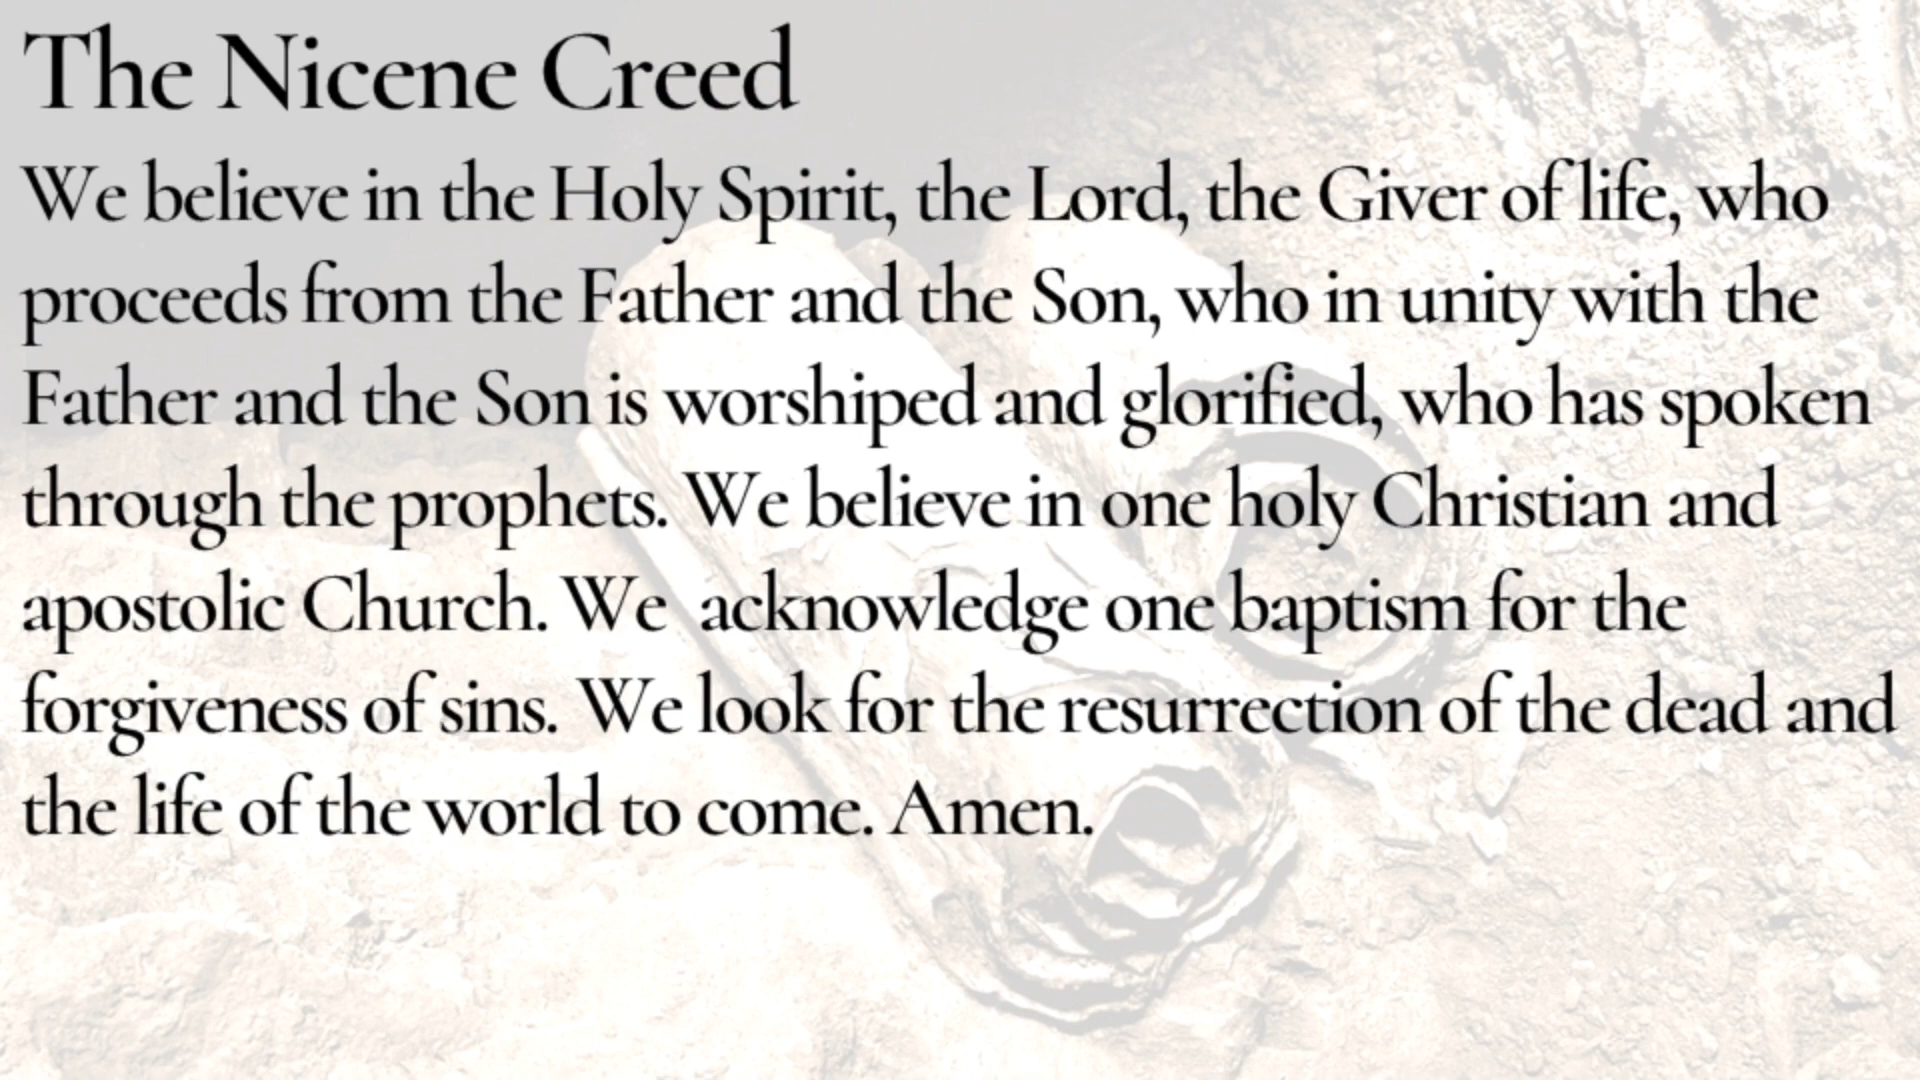 The Nicene Creed
We believe in the Holy Spirit, the Lord, the Giver of life, who
proceeds from the Father and the Son, who in unity with the
Father and the Son is worshiped and glorified, who has spoken
through the prophets. We believe in one holy Christian and
apostolic Church. We  acknowledge one baptism for the
forgiveness of sins. We look for the resurrection of the dead and
the life of the world to come. Amen.